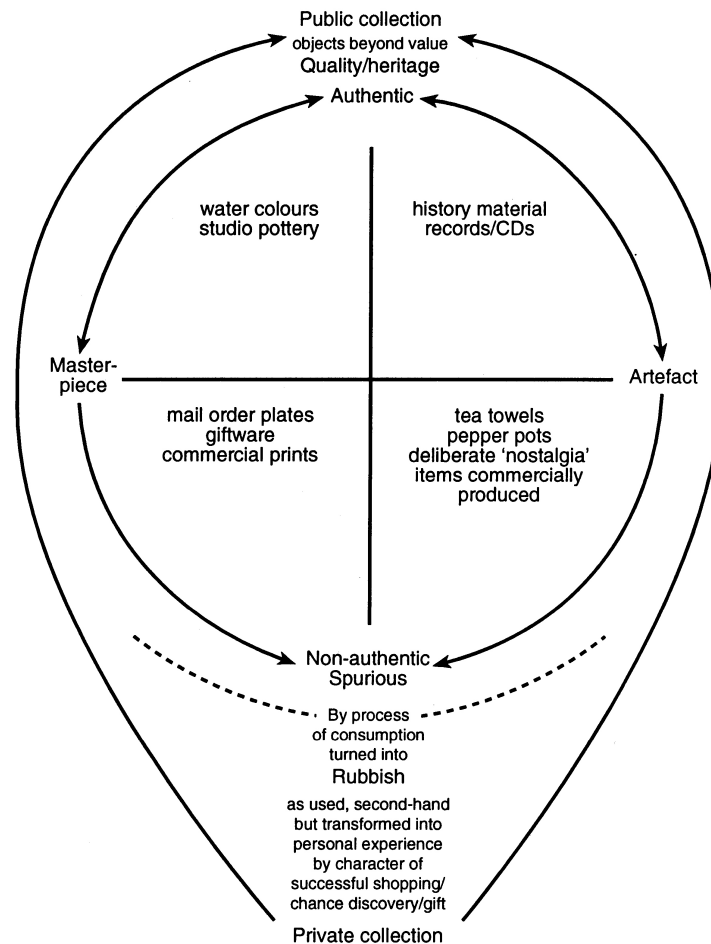 Public collection
objects beyond value
Quality/heritage
Authentic
water colours
studio pottery
history material
records/CDs
Master-
piece
Artefact
mail order plates
giftware
commercial prints
tea towels
pepper pots
deliberate ‘nostalgia’
items commercially
produced
Non-authentic
Spurious
By process
of consumption
turned into
Rubbish
as used, second-hand
but transformed into
personal experience
by character of
successful shopping/
chance discovery/gift
Private collection